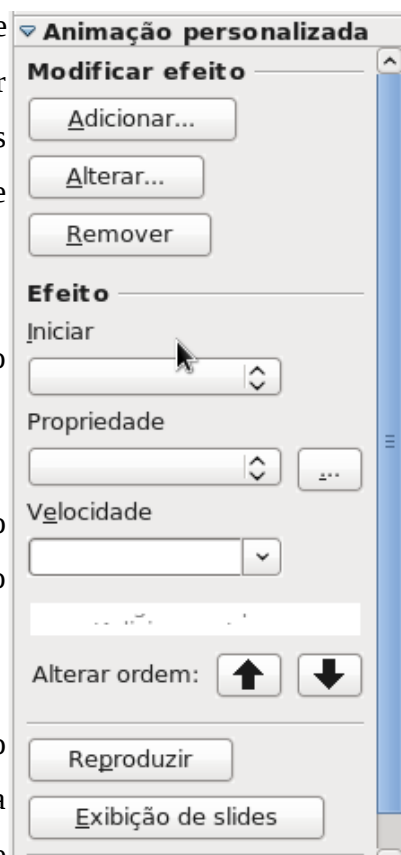 Animação personalizada
Modificar efeito
Adicionar...
Alterar...
Remover
Efeito
Iniciar
Propriedade
...
Velocidade
Alterar ordem:
Reproduzir
Exibição de slides